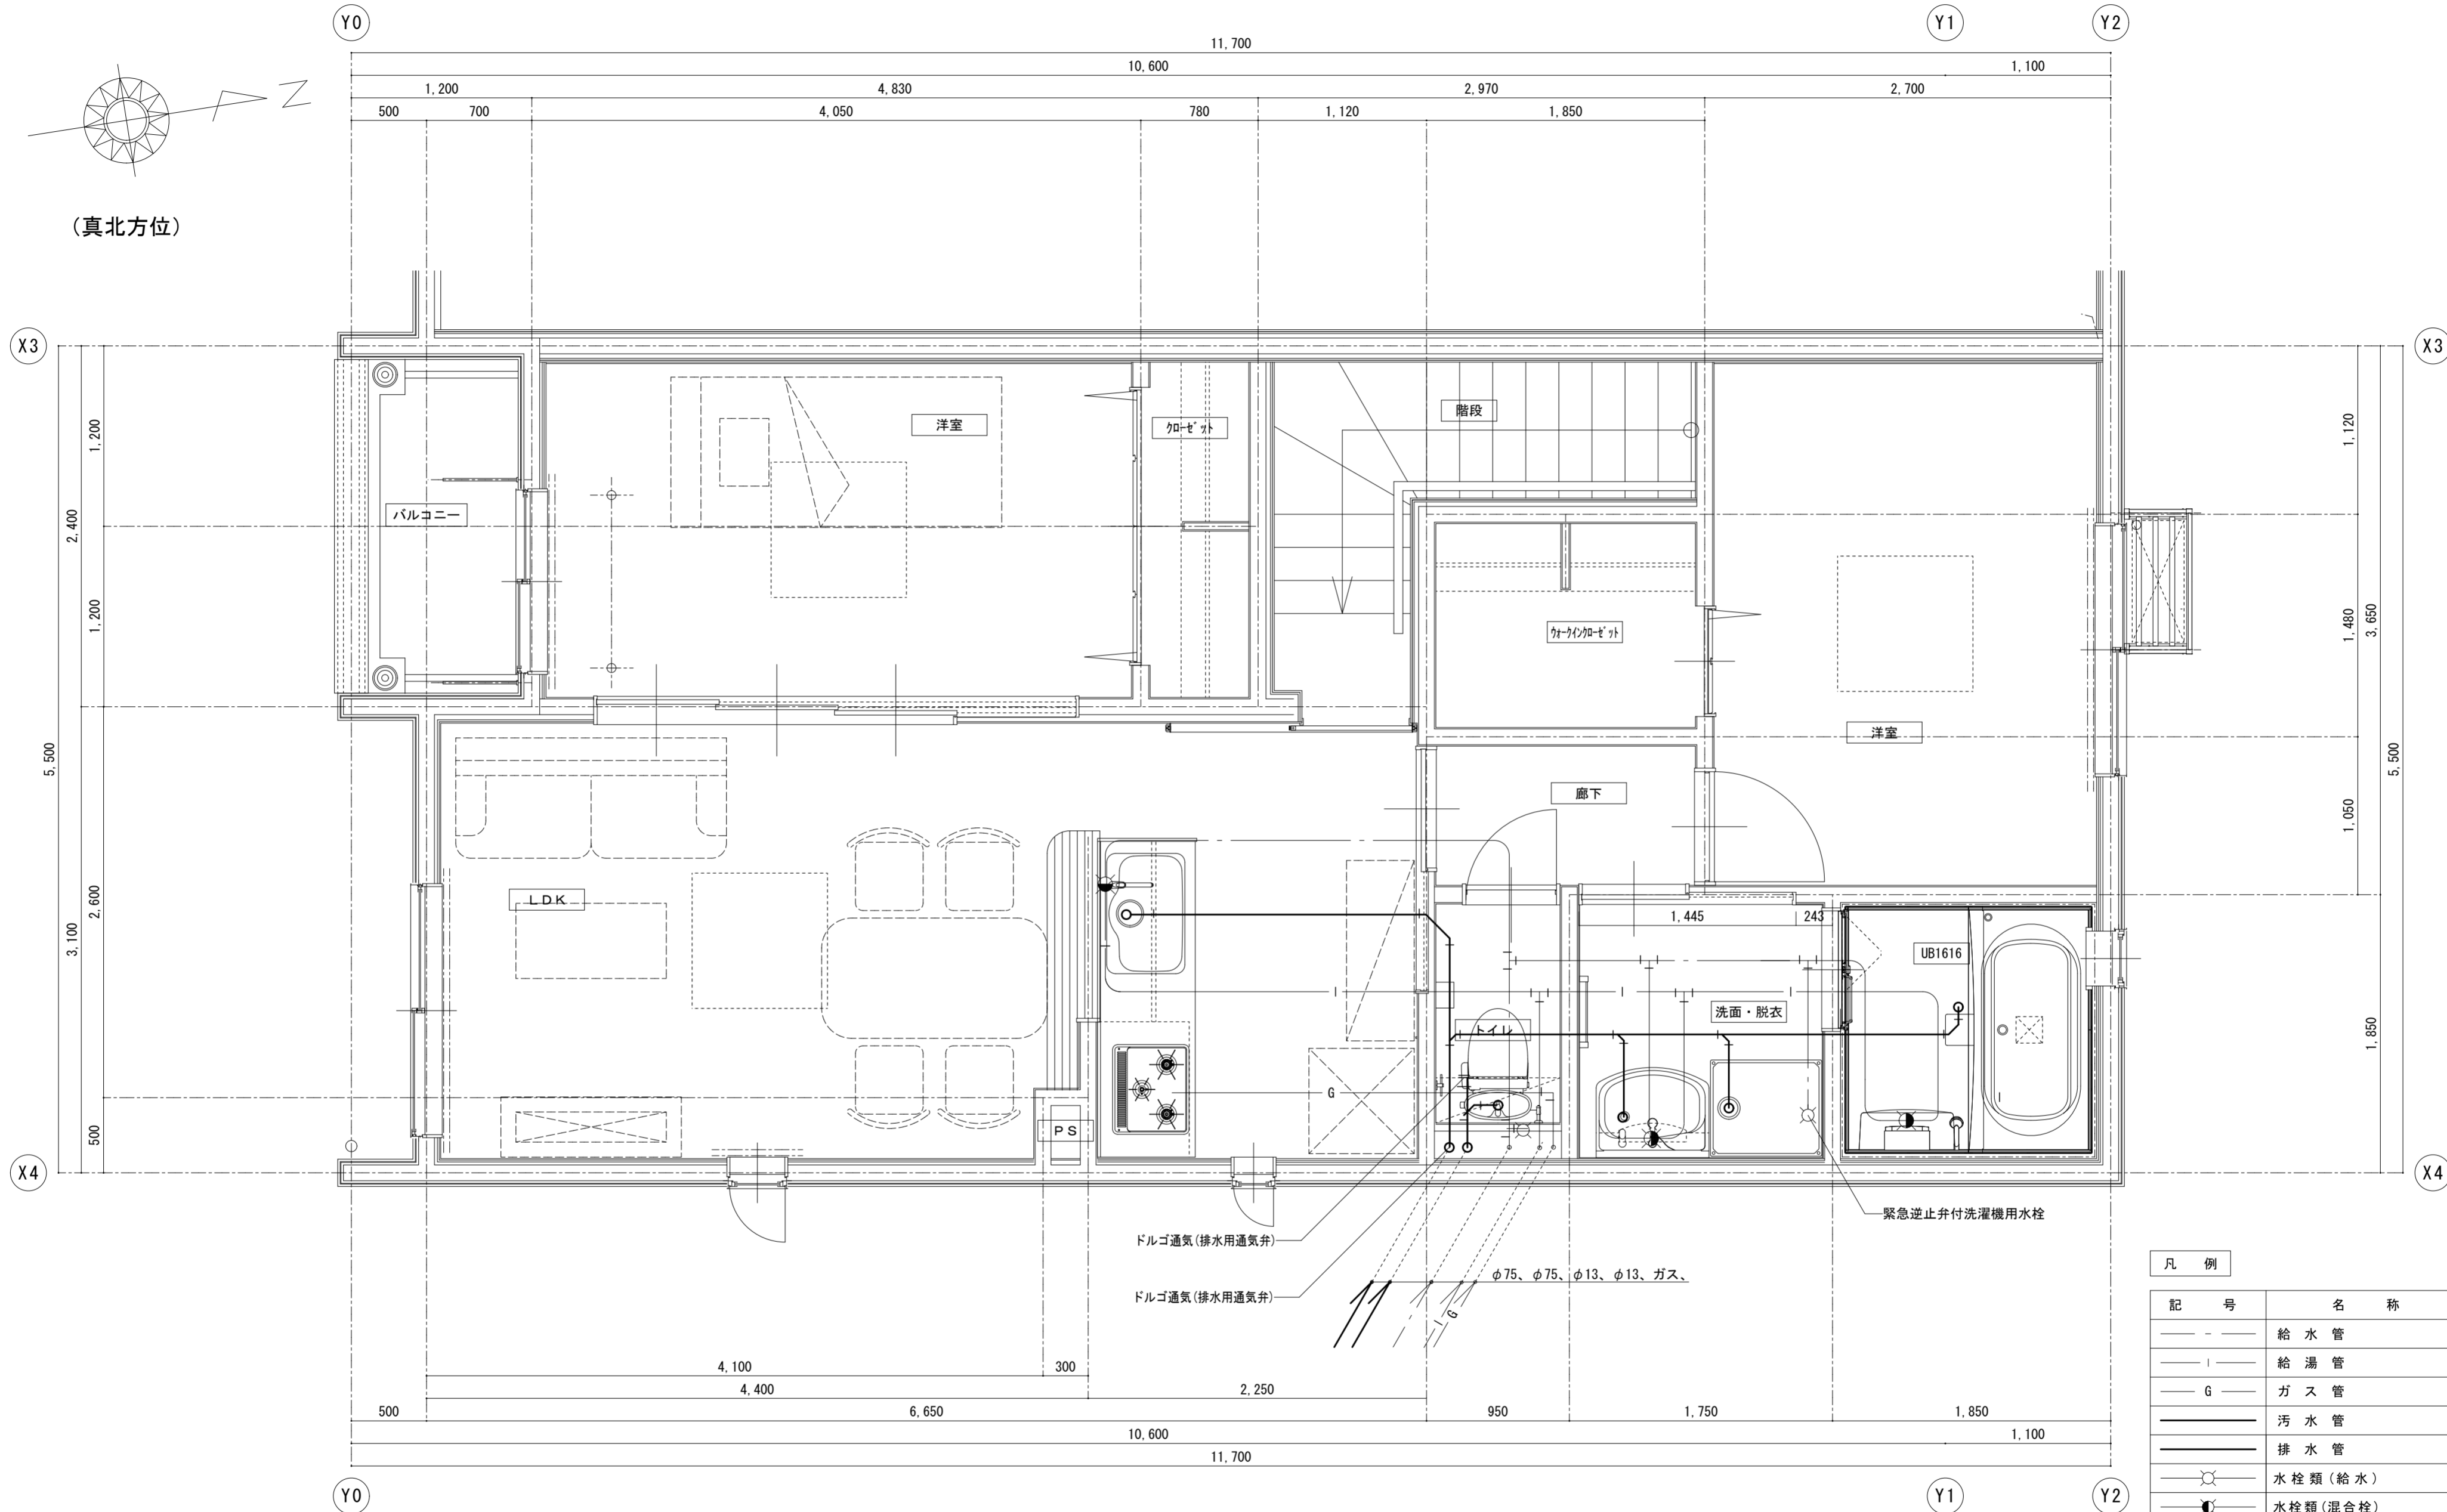 Y0
Y1
Y2
11,700
10,600
1,100
1,200
4,830
2,970
2,700
500
700
4,050
780
1,120
1,850
N
(真北方位)
X3
X3
洋室
クローゼット
階段
1,200
1,120
バルコニー
2,400
1,200
ウォークインクローゼット
1,480
3,650
洋室
5,500
5,500
廊下
1,050
LDK
2,600
3,100
1,445
243
UB1616
洗面・脱衣
トイレ
1,850
G
PS
500
X4
X4
緊急逆止弁付洗濯機用水栓
ドルゴ通気(排水用通気弁)
φ75、φ75、φ13、φ13、ガス、
ドルゴ通気(排水用通気弁)
G
凡 例
記 号 名 称
給水管
給湯管
G ガス管
汚水管
排水管
水栓類(給水)
水栓類(混合栓)
4,100
300
4,400
2,250
500
6,650
950
1,750
1,850
10,600
1,100
11,700
Y0
Y1
Y2